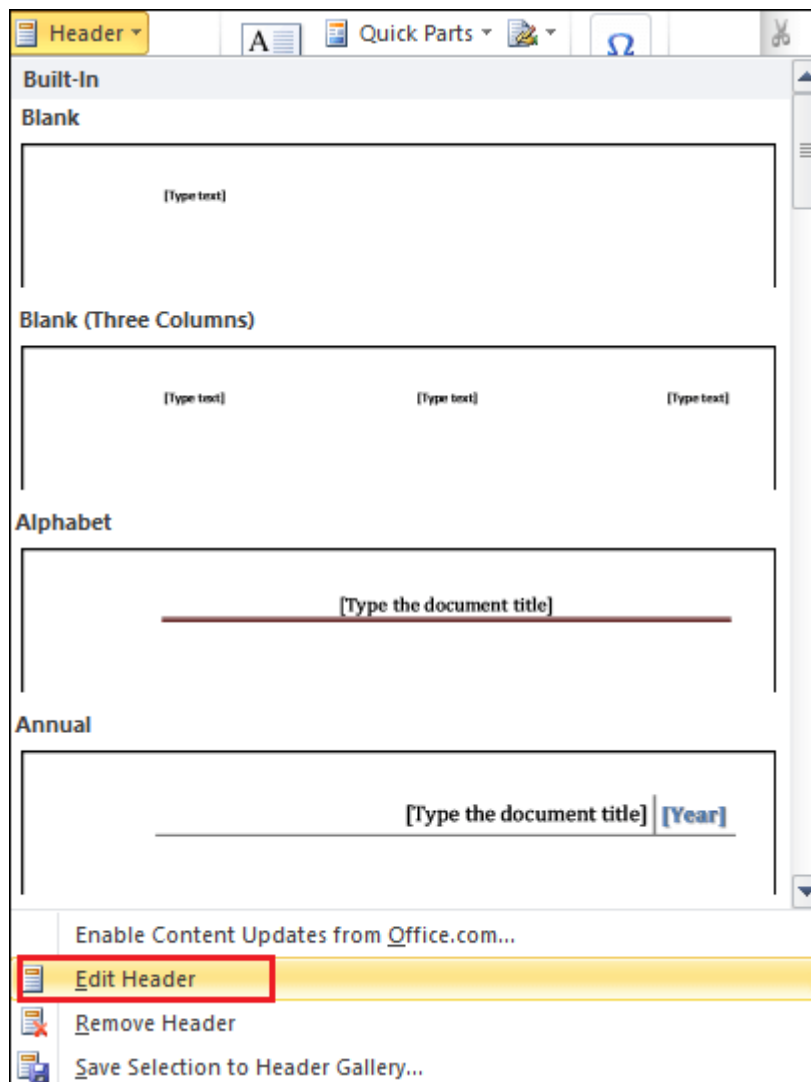 Header
A
Quick Parts
Ω
Built-In
Blank
[Type text]
Blank (Three Columns)
[Type text] [Type text] [Type text]
Alphabet
[Type the document title]
Annual
[Type the document title] [Year]
Enable Content Updates from Office.com...
Edit Header
Remove Header
Save Selection to Header Gallery...